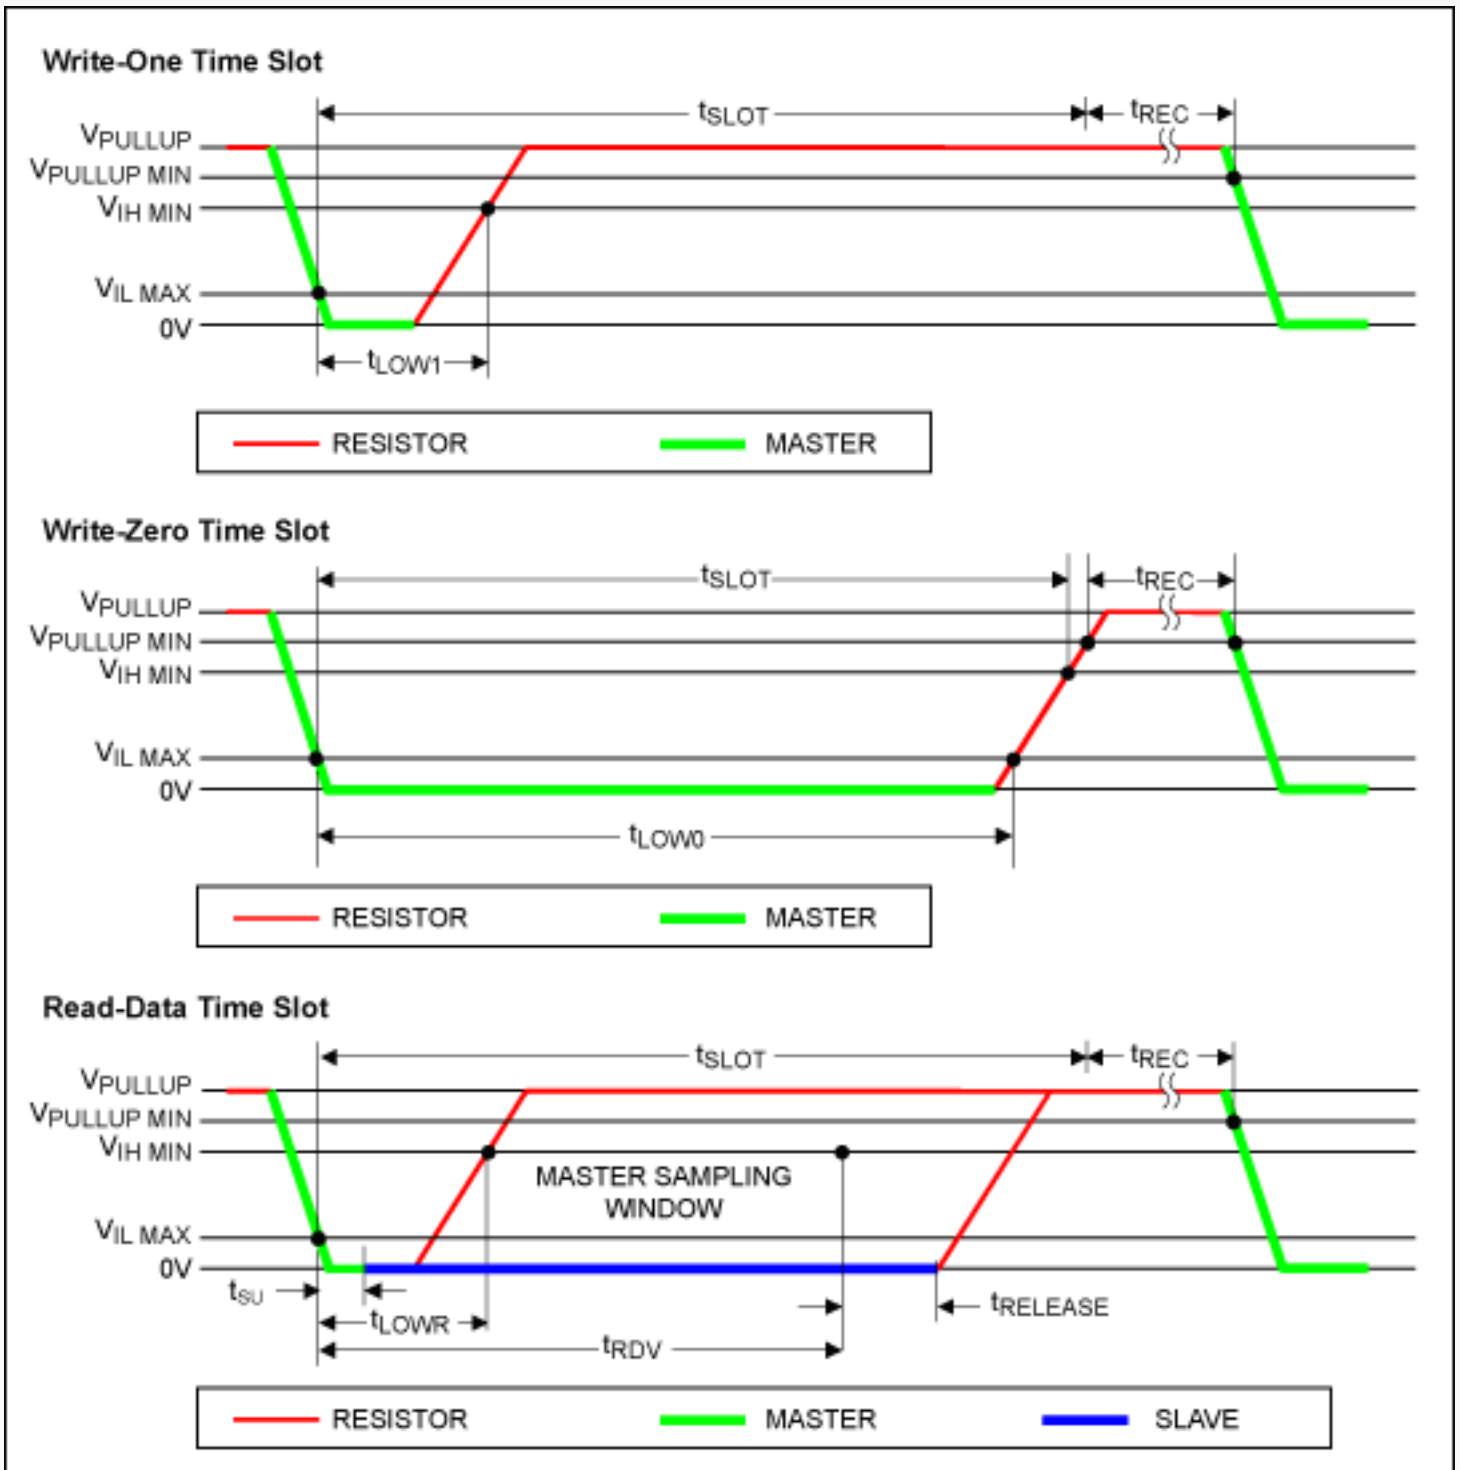 Write-One Time Slot
tSLOT tREC
VPULLUP
VPULLUP MIN
VIH MIN
VIL MAX
0V
tLOW1
RESISTOR MASTER
Write-Zero Time Slot
tSLOT tREC
VPULLUP
VPULLUP MIN
VIH MIN
VIL MAX
0V
tLOW0
RESISTOR MASTER
Read-Data Time Slot
tSLOT tREC
VPULLUP
VPULLUP MIN
VIH MIN
MASTER SAMPLING
WINDOW
VIL MAX
0V
tSU
tRELEASE
tLOWR
tRDV
RESISTOR MASTER SLAVE